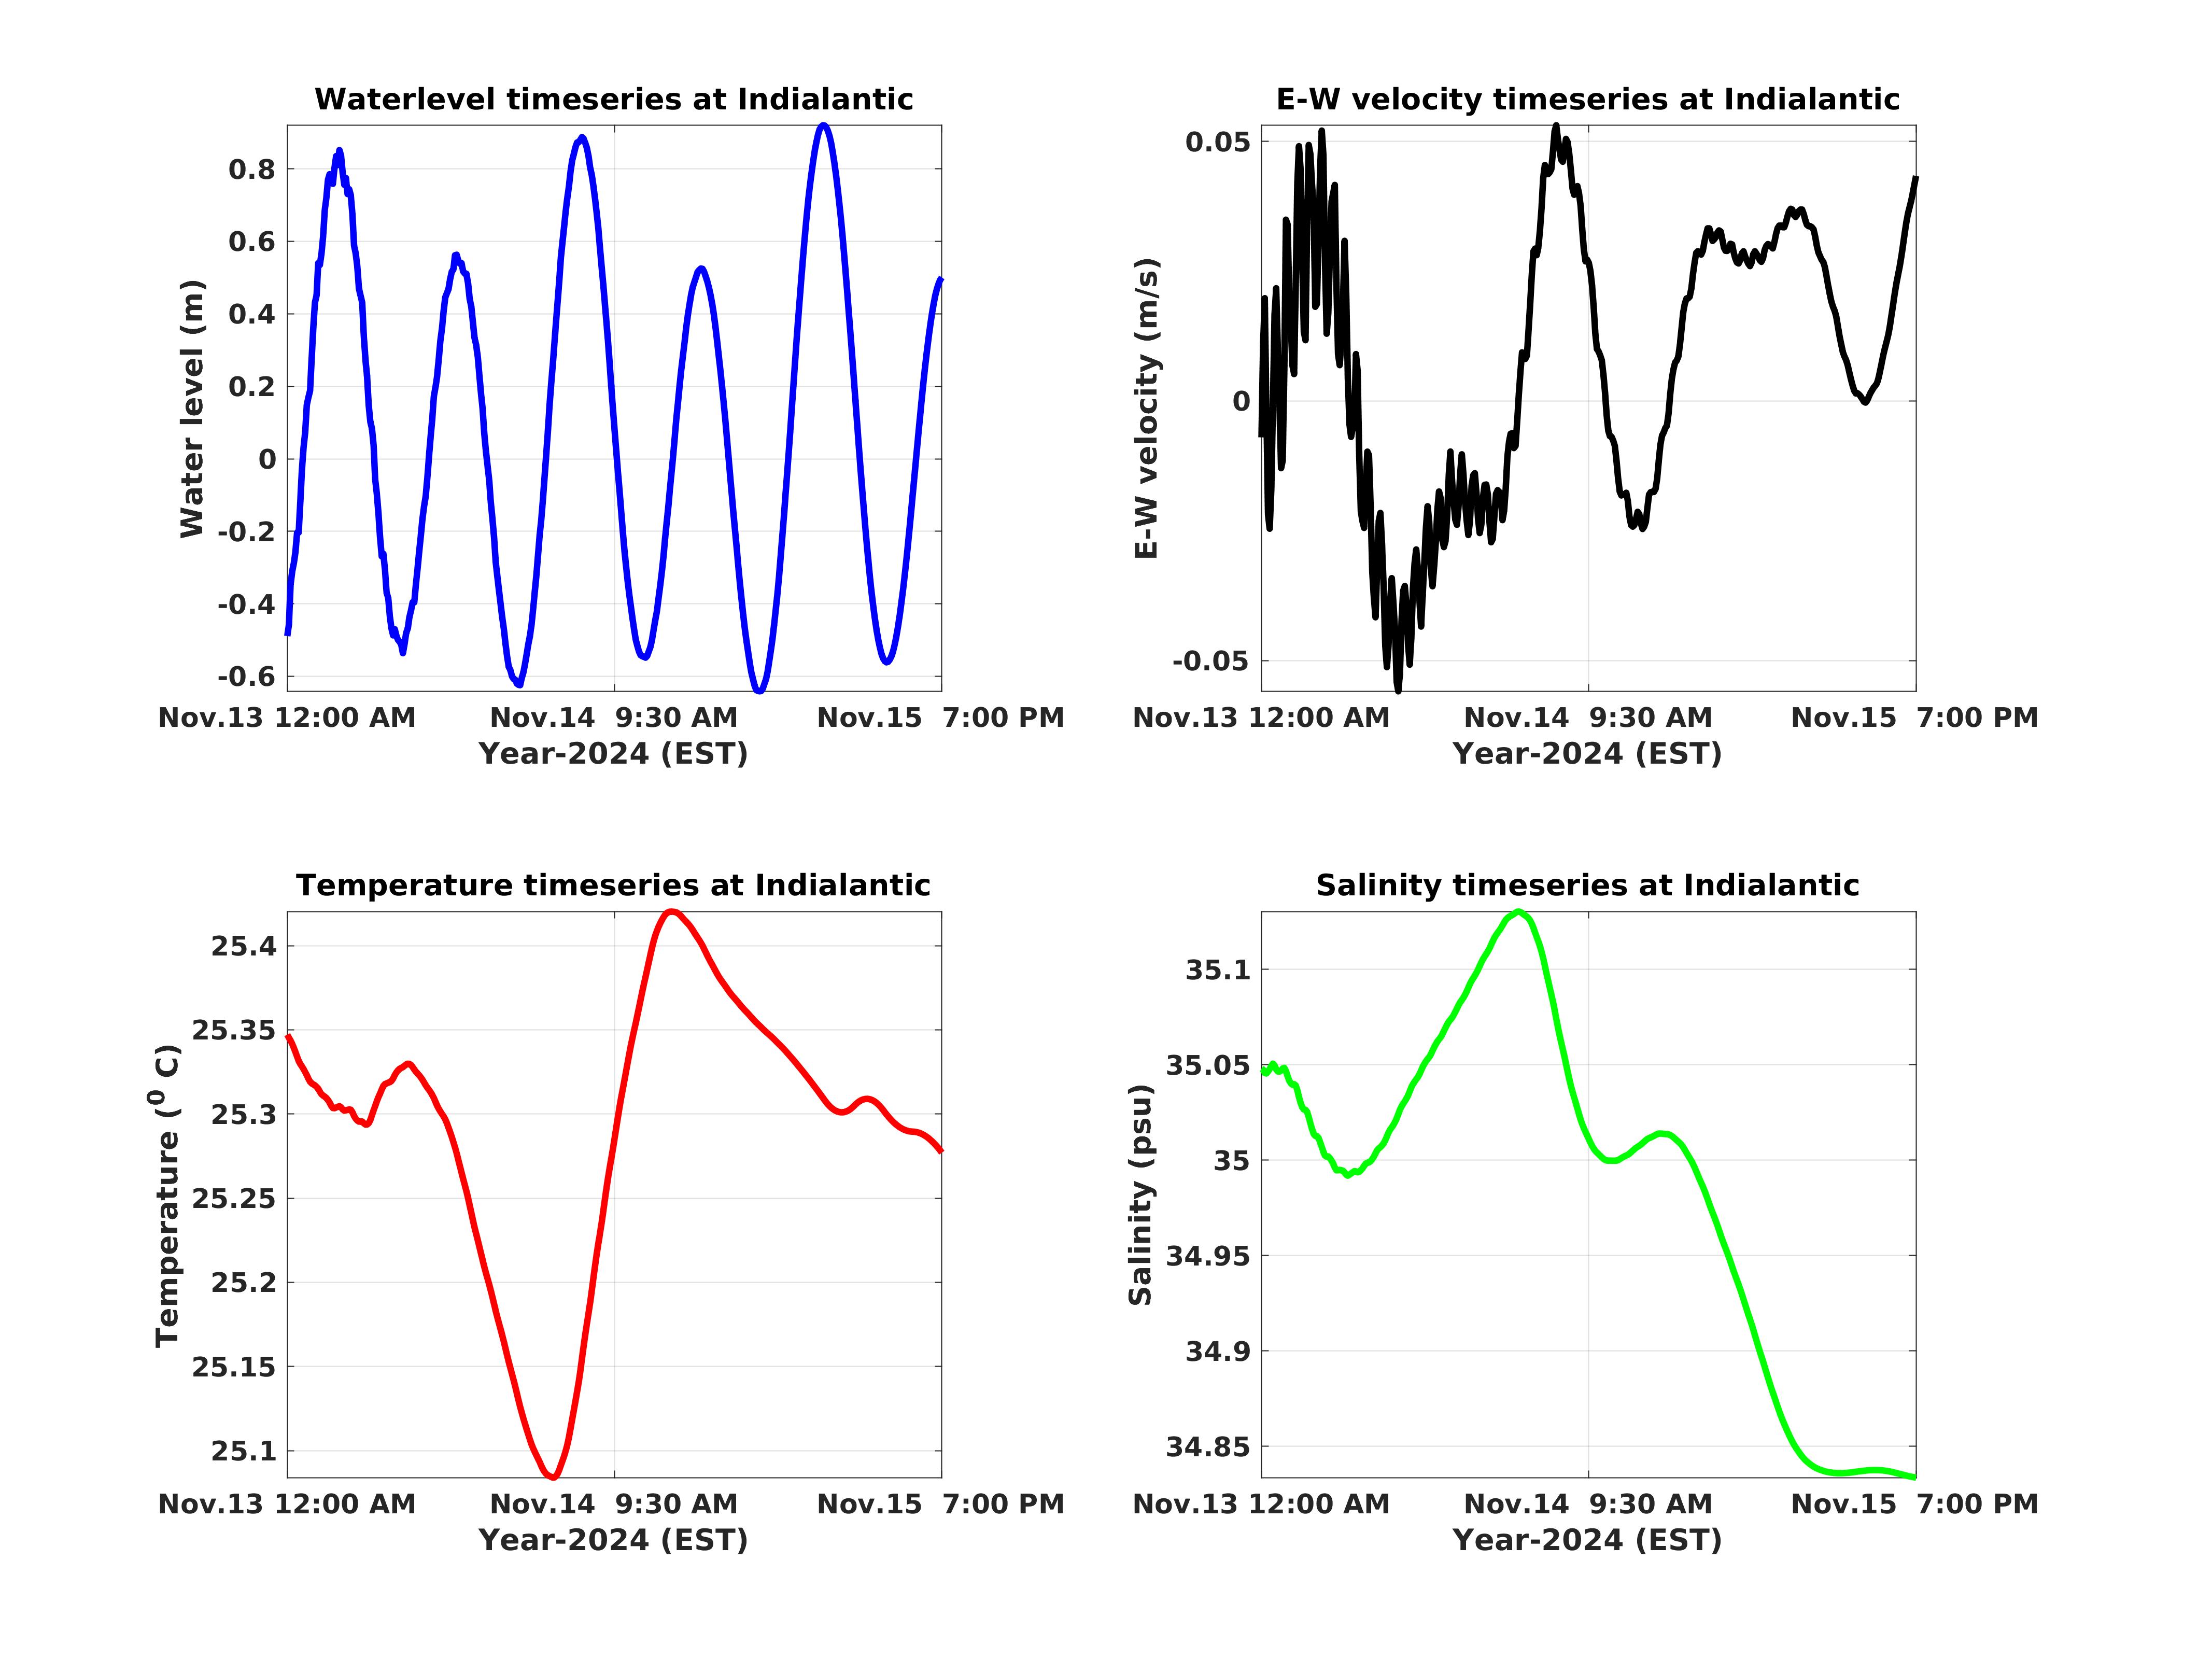 Waterlevel timeseries at Indialantic
Water level (m)
0.8
0.6
0.4
0.2
0
-0.2
-0.4
-0.6
Nov.13 12:00 AM
Nov.14 9:30 AM
Nov.15 7:00 PM
Year-2024 (EST)
E-W velocity timeseries at Indialantic
E-W velocity (m/s)
0.05
0
-0.05
Nov.13 12:00 AM
Nov.14 9:30 AM
Nov.15 7:00 PM
Year-2024 (EST)
Temperature timeseries at Indialantic
Temperature (⁰ C)
25.4
25.35
25.3
25.25
25.2
25.15
25.1
Nov.13 12:00 AM
Nov.14 9:30 AM
Nov.15 7:00 PM
Year-2024 (EST)
Salinity timeseries at Indialantic
Salinity (psu)
35.1
35.05
35
34.95
34.9
34.85
Nov.13 12:00 AM
Nov.14 9:30 AM
Nov.15 7:00 PM
Year-2024 (EST)